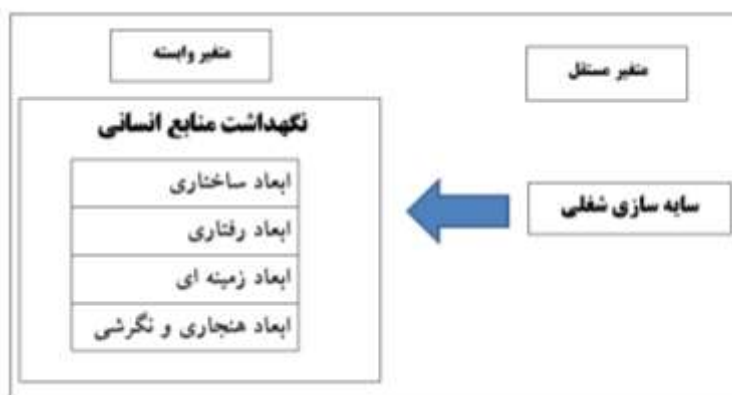 متغیر مستقل
متغیر وابسته
سایه سازی شغلی
نگهداشت منابع انسانی
ابعاد ساختاری
ابعاد رفتاری
ابعاد زمینه ای
ابعاد هنجاری و نگرشی